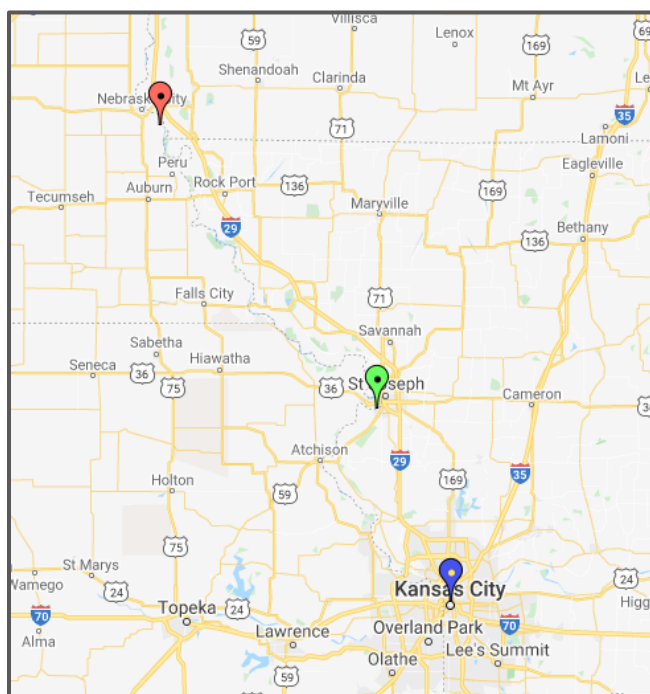 Villisca
59
Lenox
169
69
Shenandoah
Clarinda
Mt Ayr
Nebraska City
71
35
Lamoni
Peru
Eagleville
Auburn
Rock Port
136
169
Tecumseh
Maryville
29
136
Bethany
Falls City
71
Savannah
Sabetha
Seneca
36
75
Hiawatha
36
St Joseph
Cameron
Atchison
29
169
35
Holton
59
75
St Marys
Wamego
24
Kansas City
24
70
Topeka
24
70
Alma
Lawrence
Overland Park
Lee's Summit
59
Olathe